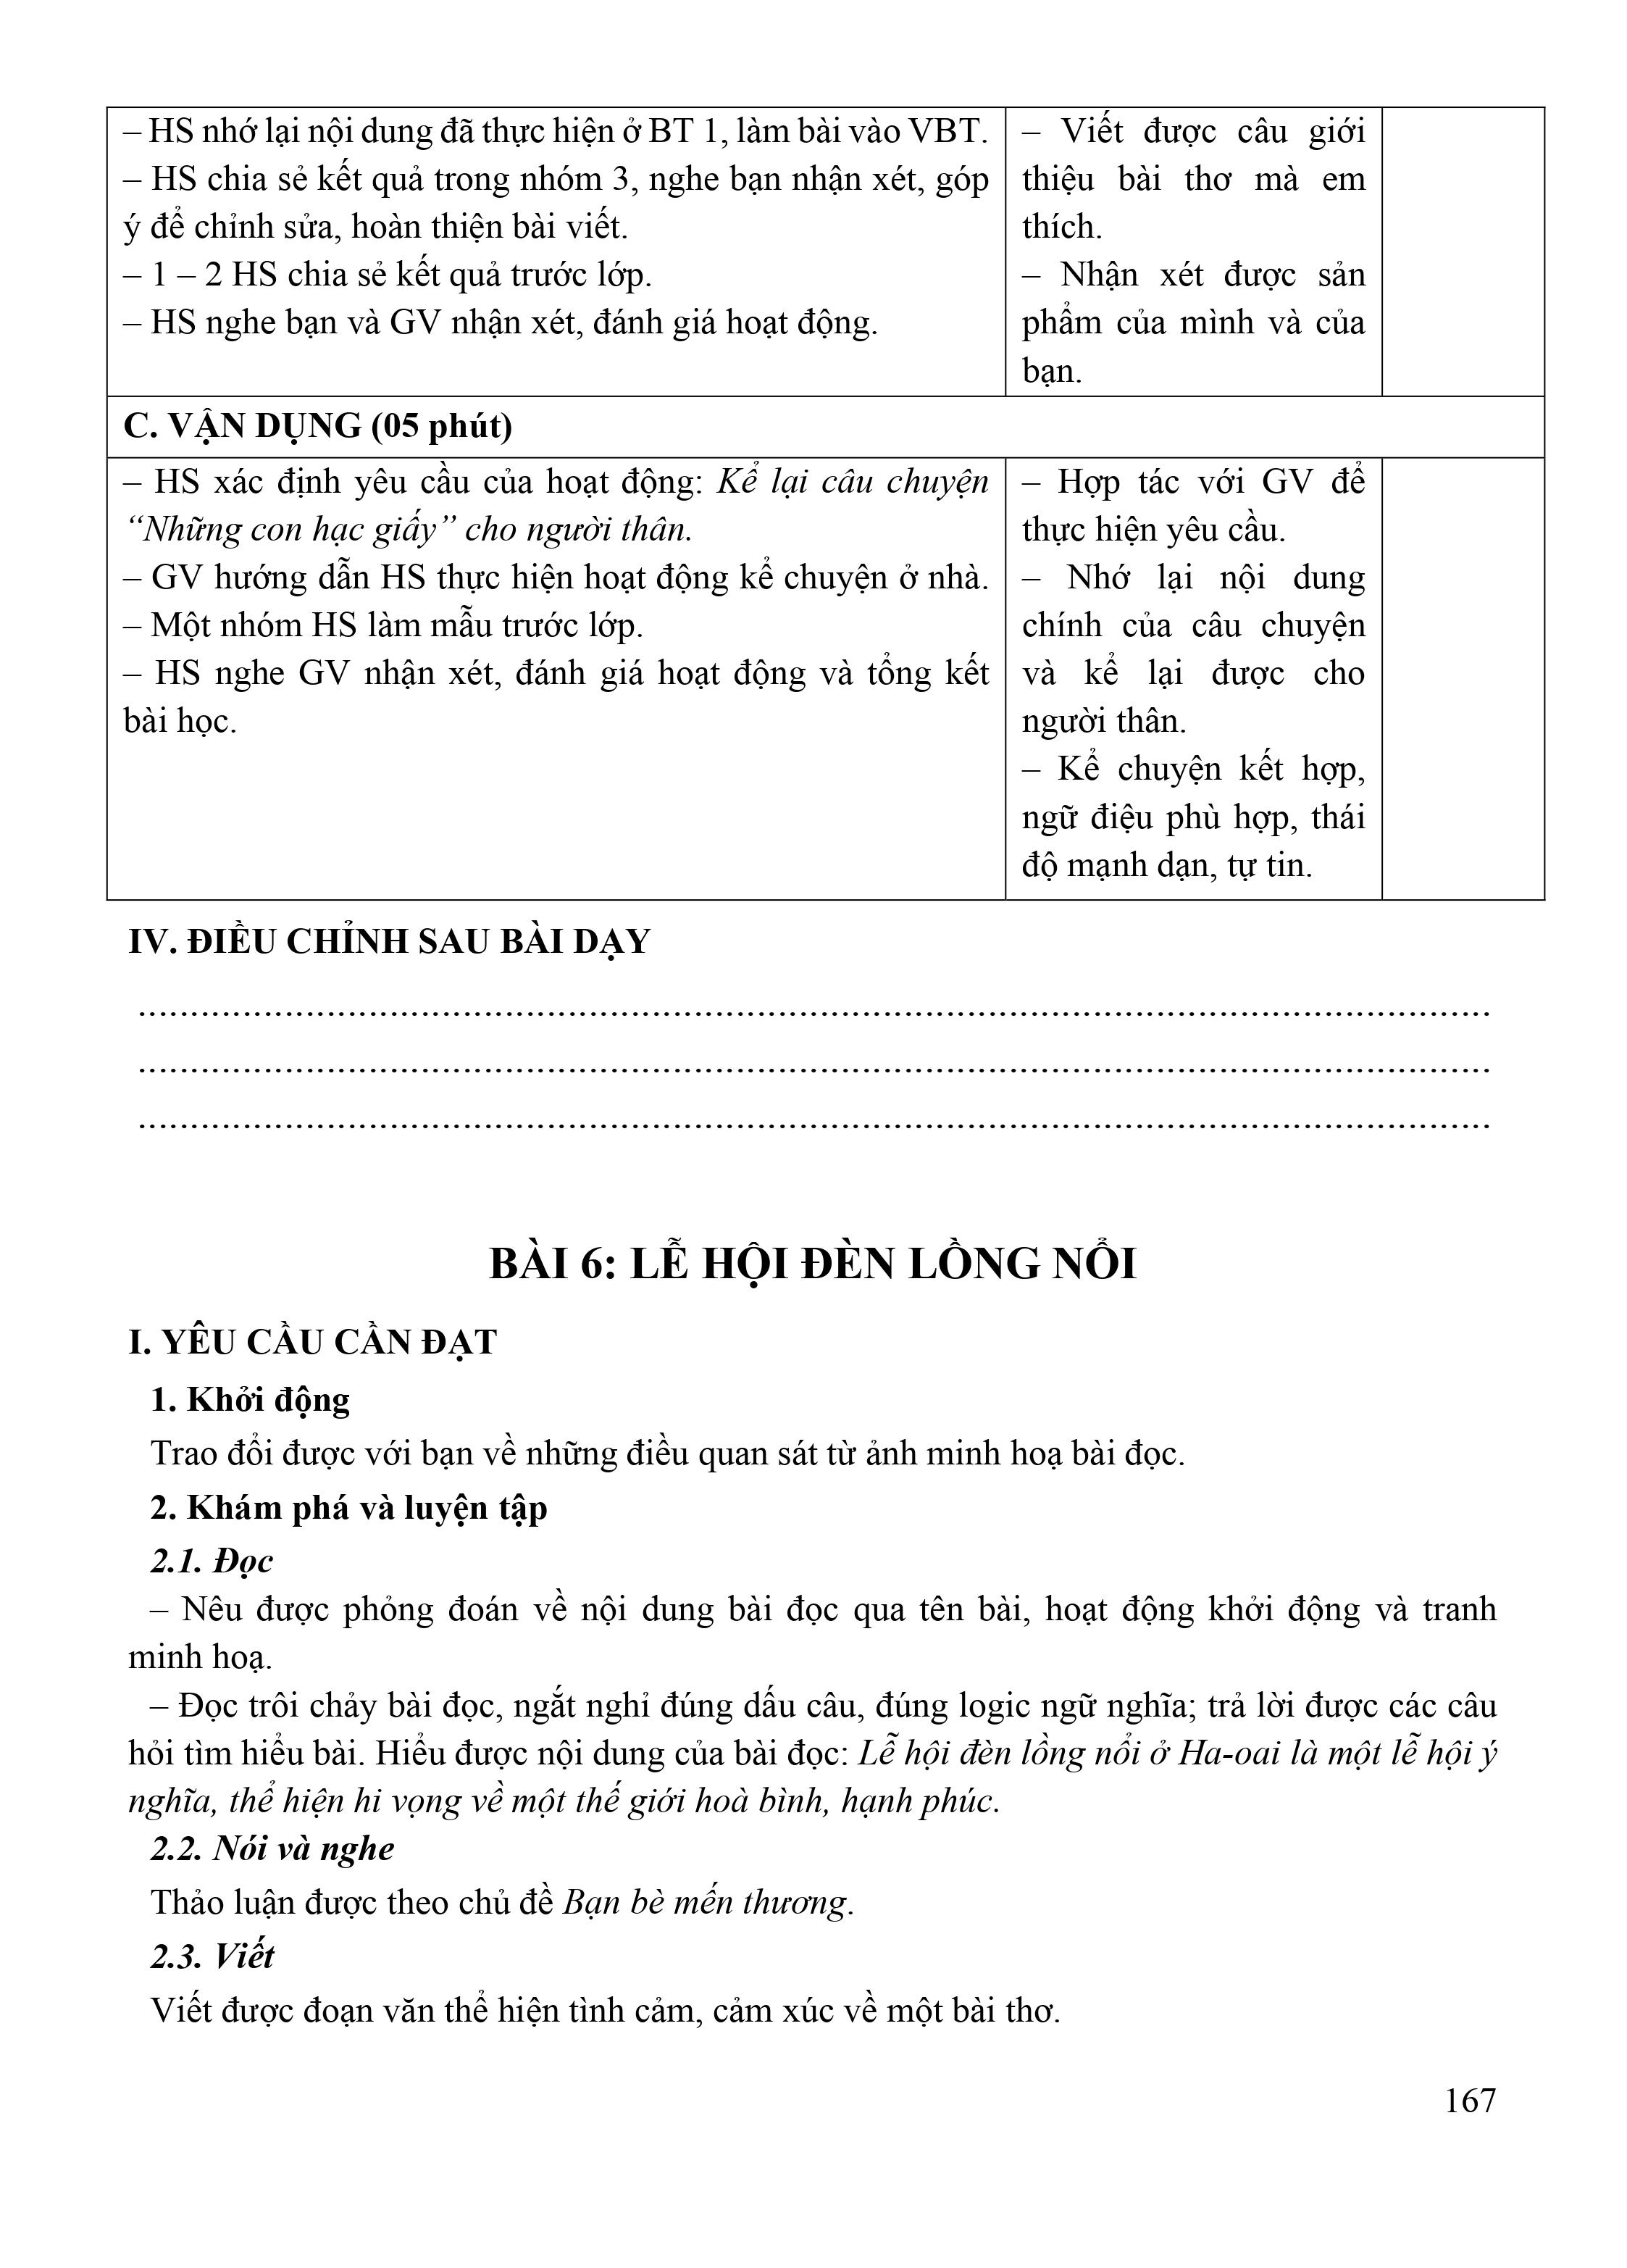 – HS nhớ lại nội dung đã thực hiện ở BT 1, làm bài vào VBT.
– HS chia sẻ kết quả trong nhóm 3, nghe bạn nhận xét, góp
ý để chỉnh sửa, hoàn thiện bài viết.
– 1 – 2 HS chia sẻ kết quả trước lớp.
– HS nghe bạn và GV nhận xét, đánh giá hoạt động.
– Viết được câu giới
thiệu bài thơ mà em
thích.
– Nhận xét được sản
phẩm của mình và của
bạn.
C. VẬN DỤNG (05 phút)
– HS xác định yêu cầu của hoạt động: Kể lại câu chuyện
“Những con hạc giấy” cho người thân.
– GV hướng dẫn HS thực hiện hoạt động kể chuyện ở nhà.
– Một nhóm HS làm mẫu trước lớp.
– HS nghe GV nhận xét, đánh giá hoạt động và tổng kết
bài học.
– Hợp tác với GV để
thực hiện yêu cầu.
– Nhớ lại nội dung
chính của câu chuyện
và kể lại được cho
người thân.
– Kể chuyện kết hợp,
ngữ điệu phù hợp, thái
độ mạnh dạn, tự tin.
IV. ĐIỀU CHỈNH SAU BÀI DẠY
BÀI 6: LỄ HỘI ĐÈN LỒNG NỔI
I. YÊU CẦU CẦN ĐẠT
1. Khởi động
Trao đổi được với bạn về những điều quan sát từ ảnh minh hoạ bài đọc.
2. Khám phá và luyện tập
2.1. Đọc
– Nêu được phỏng đoán về nội dung bài đọc qua tên bài, hoạt động khởi động và tranh
minh hoạ.
– Đọc trôi chảy bài đọc, ngắt nghỉ đúng dấu câu, đúng logic ngữ nghĩa; trả lời được các câu
hỏi tìm hiểu bài. Hiểu được nội dung của bài đọc: Lễ hội đèn lồng nổi ở Ha-oai là một lễ hội ý
nghĩa, thể hiện hi vọng về một thế giới hoà bình, hạnh phúc.
2.2. Nói và nghe
Thảo luận được theo chủ đề Bạn bè mến thương.
2.3. Viết
Viết được đoạn văn thể hiện tình cảm, cảm xúc về một bài thơ.
167